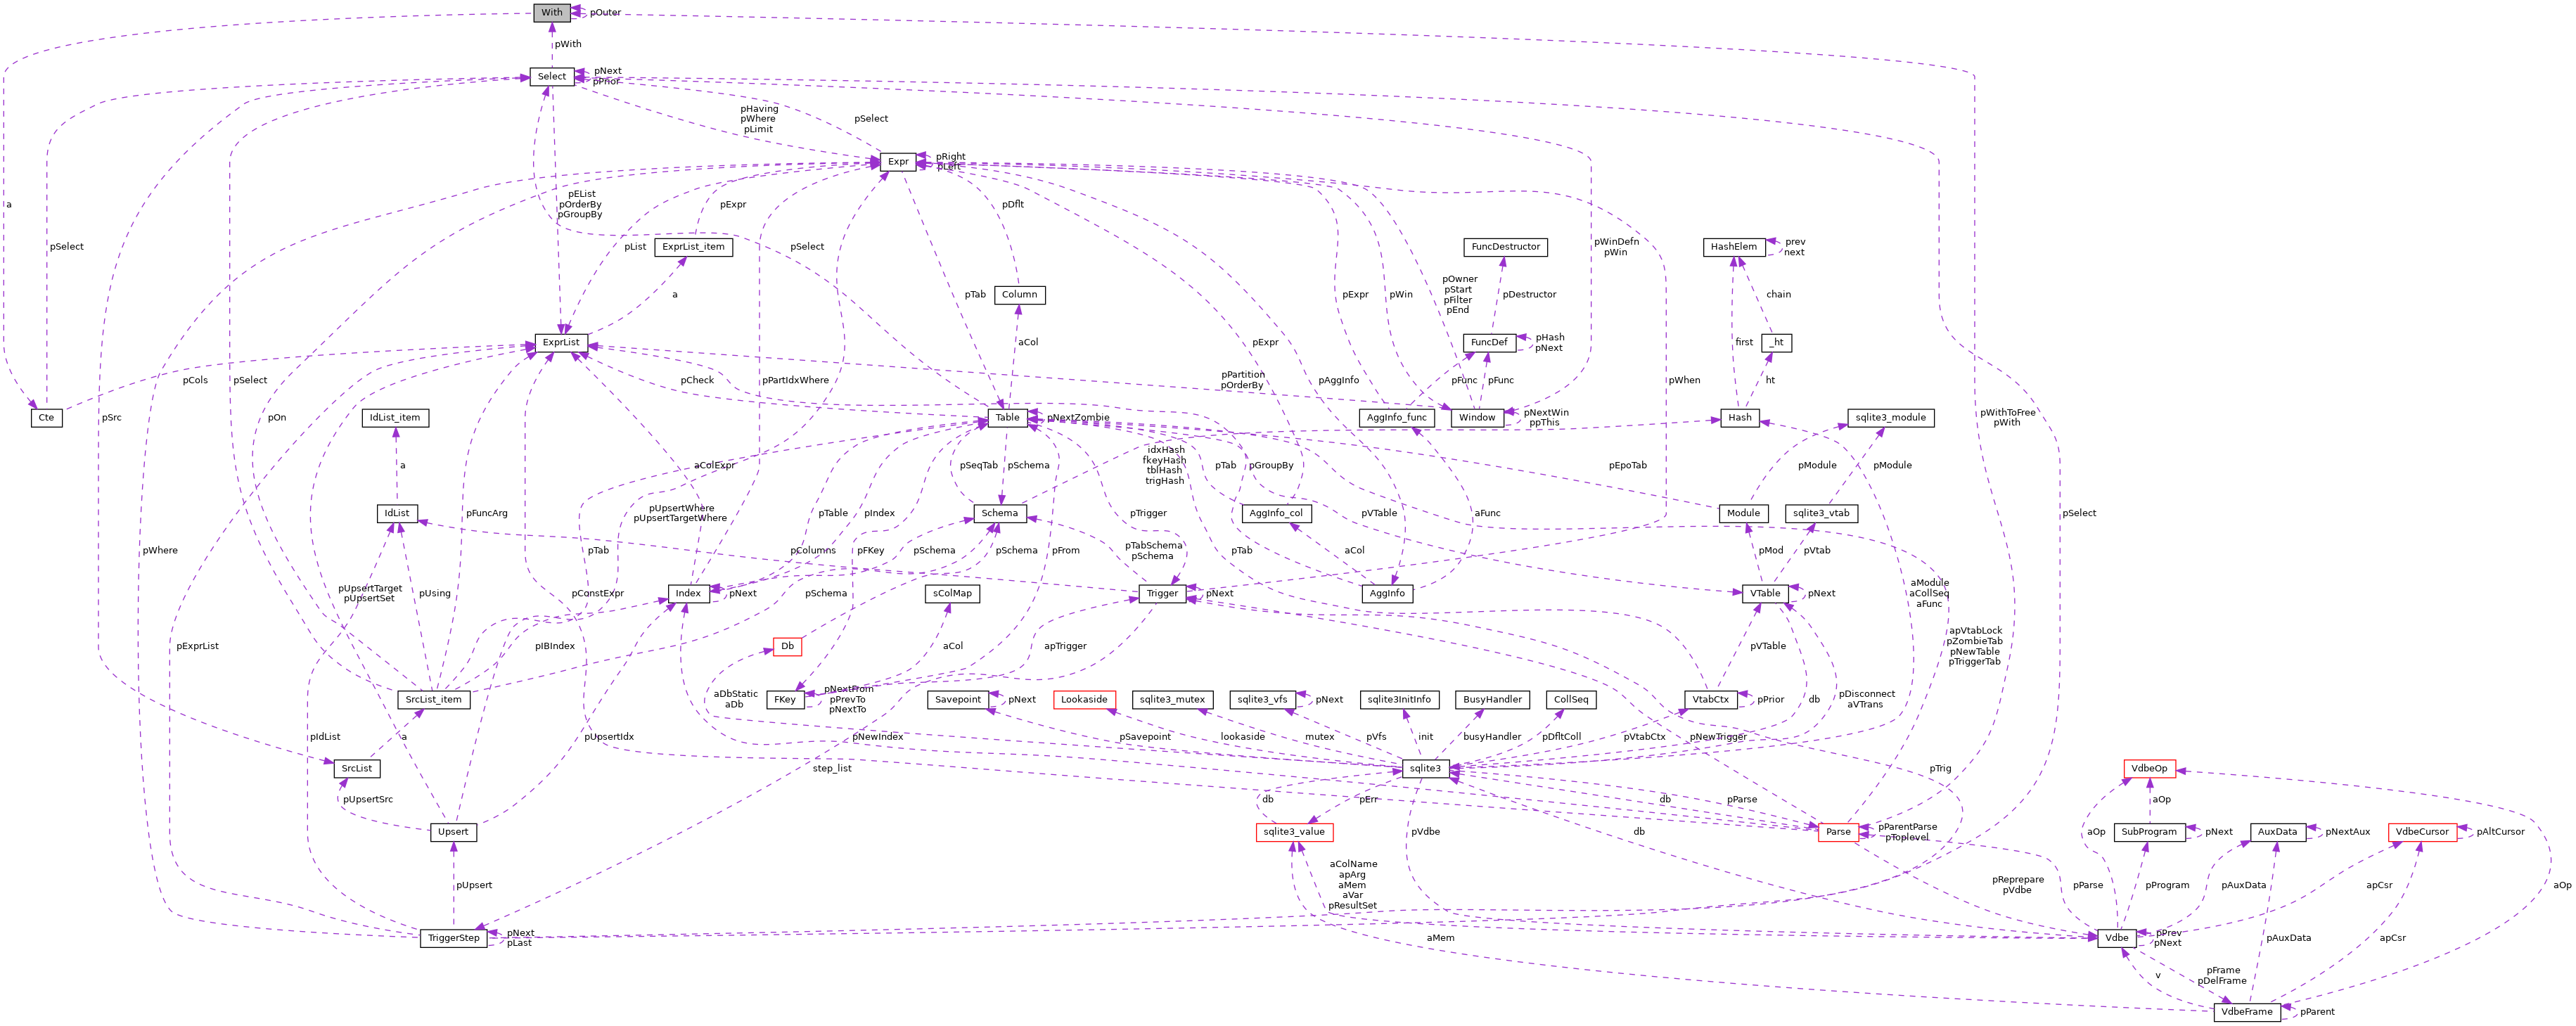 With
pOuter
pWith
Select
pNext
pPrior
pHaving
pWhere
pLimit
pSelect
Expr
pRight
pLeft
a
pSelect
pEList
pOrderBy
pGroupBy
pList
pExpr
ExprList_item
pSelect
pDflt
pWinDefn
pWin
FuncDestructor
HashElem
prev
next
a
pTab
Column
pExpr
pWin
pOwner
pStart
pFilter
pEnd
pDestructor
chain
ExprList
aCol
pExpr
FuncDef
pHash
pNext
first
_ht
pCols
pSelect
pCheck
pPartIdxWhere
pPartition
pOrderBy
pAggInfo
pFunc
pFunc
pWhen
ht
Cte
pSrc
pOn
IdList_item
Table
pNextZombie
AggInfo_func
Window
pNextWin
ppThis
Hash
sqlite3_module
pWithToFree
pWith
a
pFuncArg
aColExpr
pUpsertWhere
pUpsertTargetWhere
pSeqTab
pSchema
idxHash
fkeyHash
tblHash
trigHash
pTab
pGroupBy
pEpoTab
pModule
pModule
IdList
pTable
pIndex
Schema
pTrigger
AggInfo_col
pVTable
aFunc
Module
sqlite3_vtab
pSelect
pWhere
pTab
pColumns
pFKey
pSchema
pSchema
pFrom
pTabSchema
pSchema
pTab
aCol
pMod
pVtab
pUpsertTarget
pUpsertSet
pUsing
pConstExpr
Index
pNext
pSchema
sColMap
Trigger
pNext
AggInfo
VTable
pNext
aModule
aCollSeq
aFunc
pExprList
pIBIndex
Db
aCol
apTrigger
pVTable
apVtabLock
pZombieTab
pNewTable
pTriggerTab
SrcList_item
aDbStatic
aDb
FKey
pNextFrom
pPrevTo
pNextTo
Savepoint
pNext
Lookaside
sqlite3_mutex
sqlite3_vfs
pNext
sqlite3InitInfo
BusyHandler
CollSeq
VtabCtx
pPrior
db
pDisconnect
aVTrans
pIdList
a
pUpsertIdx
pNewIndex
pSavepoint
lookaside
mutex
pVfs
init
busyHandler
pDfltColl
pVtabCtx
pNewTrigger
SrcList
step_list
sqlite3
pTrig
VdbeOp
pUpsertSrc
db
pErr
db
pParse
aOp
Upsert
sqlite3_value
pVdbe
db
Parse
pParentParse
pToplevel
aOp
SubProgram
pNext
AuxData
pNextAux
VdbeCursor
pAltCursor
pUpsert
aColName
apArg
aMem
aVar
pResultSet
pReprepare
pVdbe
pParse
pProgram
pAuxData
apCsr
aOp
TriggerStep
pNext
pLast
aMem
Vdbe
pPrev
pNext
pAuxData
apCsr
pFrame
pDelFrame
v
VdbeFrame
pParent